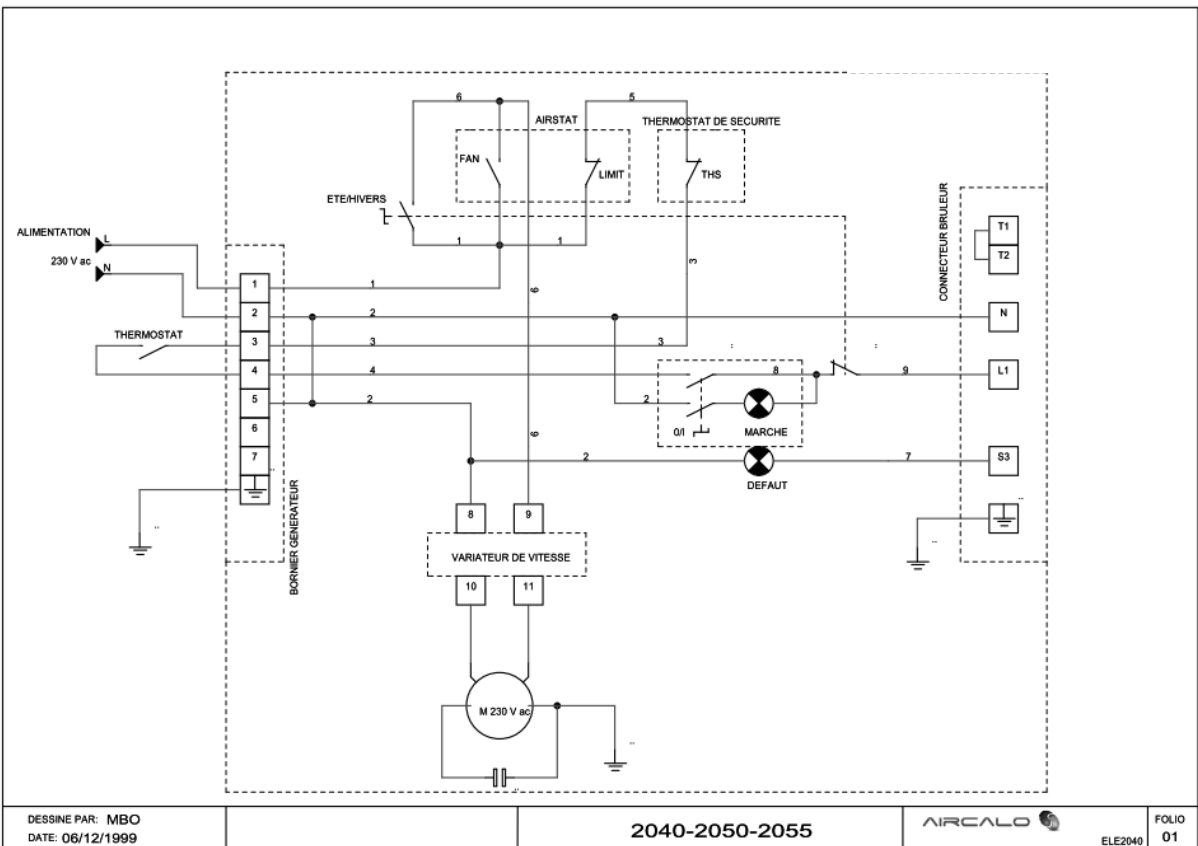 6
5
AIRSTAT
THERMOSTAT DE SECURITE
FAN
LIMIT
THS
ETE/HIVERS
CONNECTEUR BRULEUR
T1
ALIMENTATION
L
1
1
T2
230 V ac
N
3
1
1
6
2
2
N
THERMOSTAT
3
3
3
4
4
8
9
L1
5
2
2
6
0/I
MARCHE
6
7
2
7
S3
DEFAUT
BORNIER GENERATEUR
8
9
VARIATEUR DE VITESSE
10
11
M 230 V ac
DESSINE PAR: MBO
DATE: 06/12/1999
2040-2050-2055
AIRCALO
ELE2040
FOLIO
01